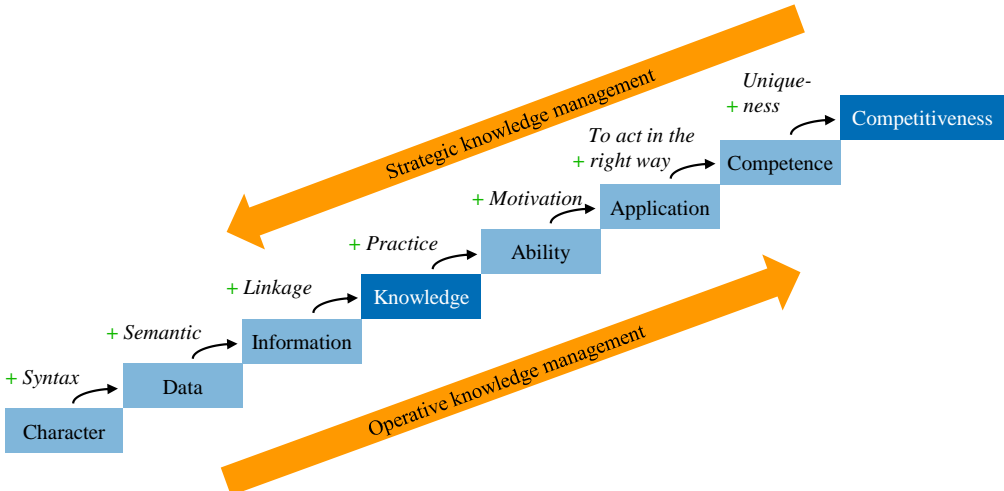 Strategic knowledge management
+ Unique-
ness
Competitiveness
To act in the
+ right way
Competence
+ Motivation
Application
+ Practice
Ability
+ Linkage
Knowledge
+ Semantic
Information
+ Syntax
Data
Character
Operative knowledge management